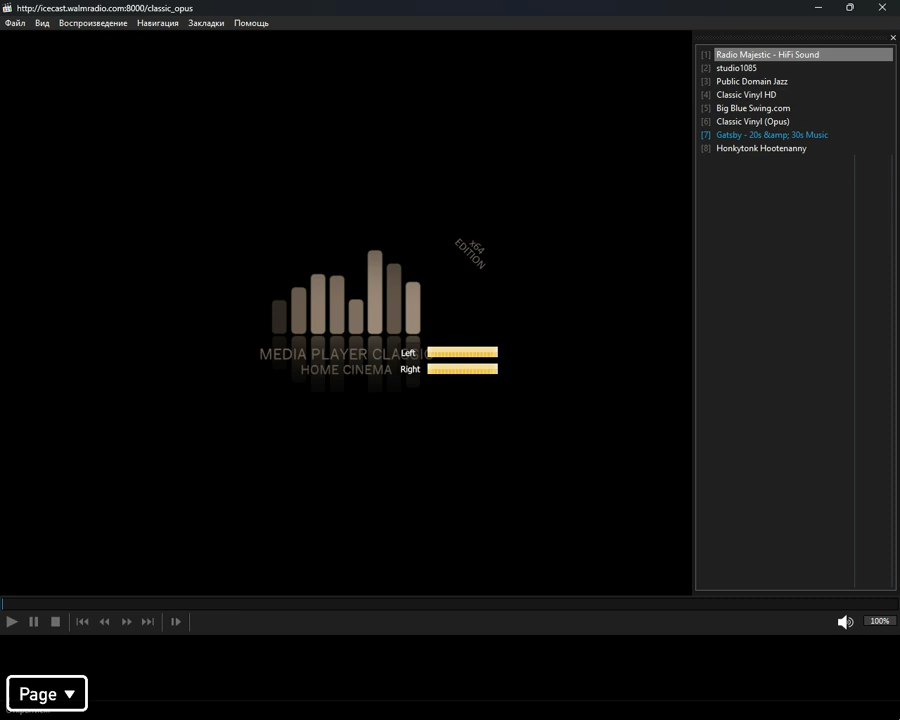 http://icecast.walmradio.com:8000/classic_opus
Файл Вид Воспроизведение Навигация Закладки Помощь
[1] Radio Majestic - HiFi Sound
[2] studio1085
[3] Public Domain Jazz
[4] Classic Vinyl HD
[5] Big Blue Swing.com
[6] Classic Vinyl (Opus)
[7] Gatsby - 20s &amp; 30s Music
[8] Honkytonk Hootenanny
x64
EDITION
MEDIA PLAYER CLASSIC
HOME CINEMA
Left
Right
100%
Page